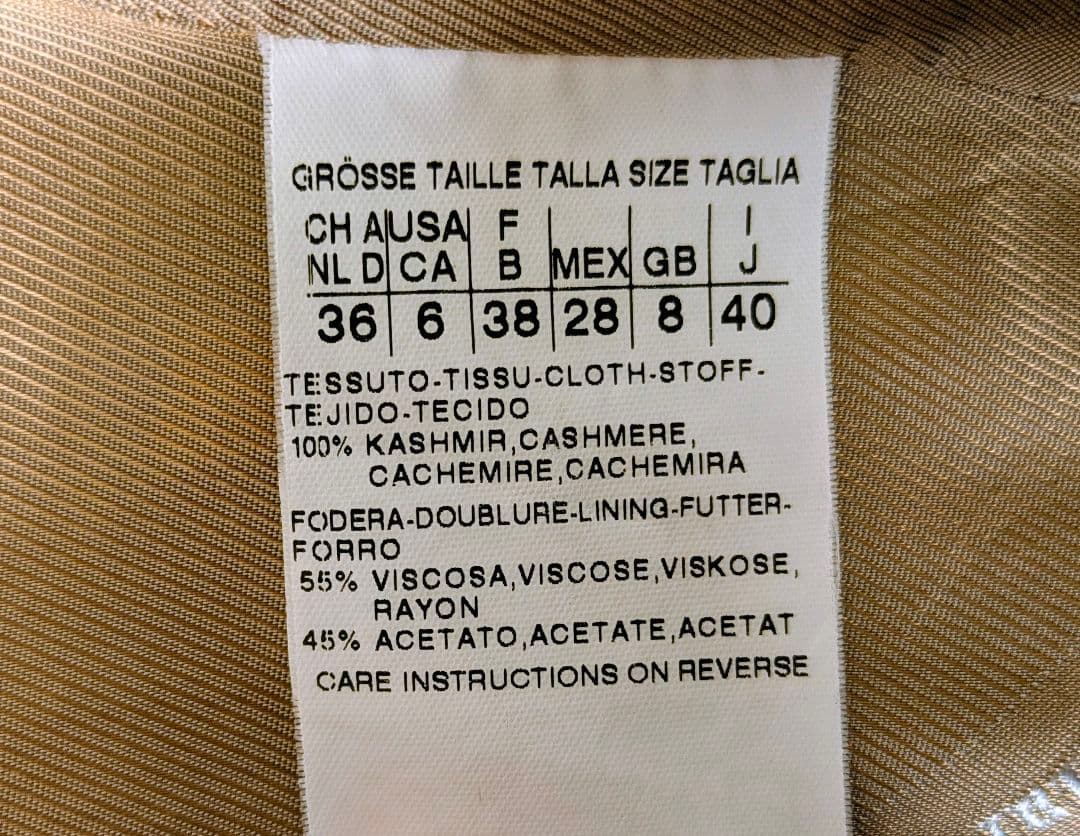 GRÖSSE TAILLE TALLA SIZE TAGLIA
CH A USA F I
NL D CA B MEX GB J
36 6 38 28 8 40
TESSUTO-TISSU-CLOTH-STOFF-
TEJIDO-TECIDO
100% KASHMIR,CASHMERE,
CACHEMIRE,CACHEMIRA
FODERA-DOUBLURE-LINING-FUTTER-
FORRO
55% VISCOSA,VISCOSE,VISKOSE,
RAYON
45% ACETATO,ACETATE,ACETAT
CARE INSTRUCTIONS ON REVERSE